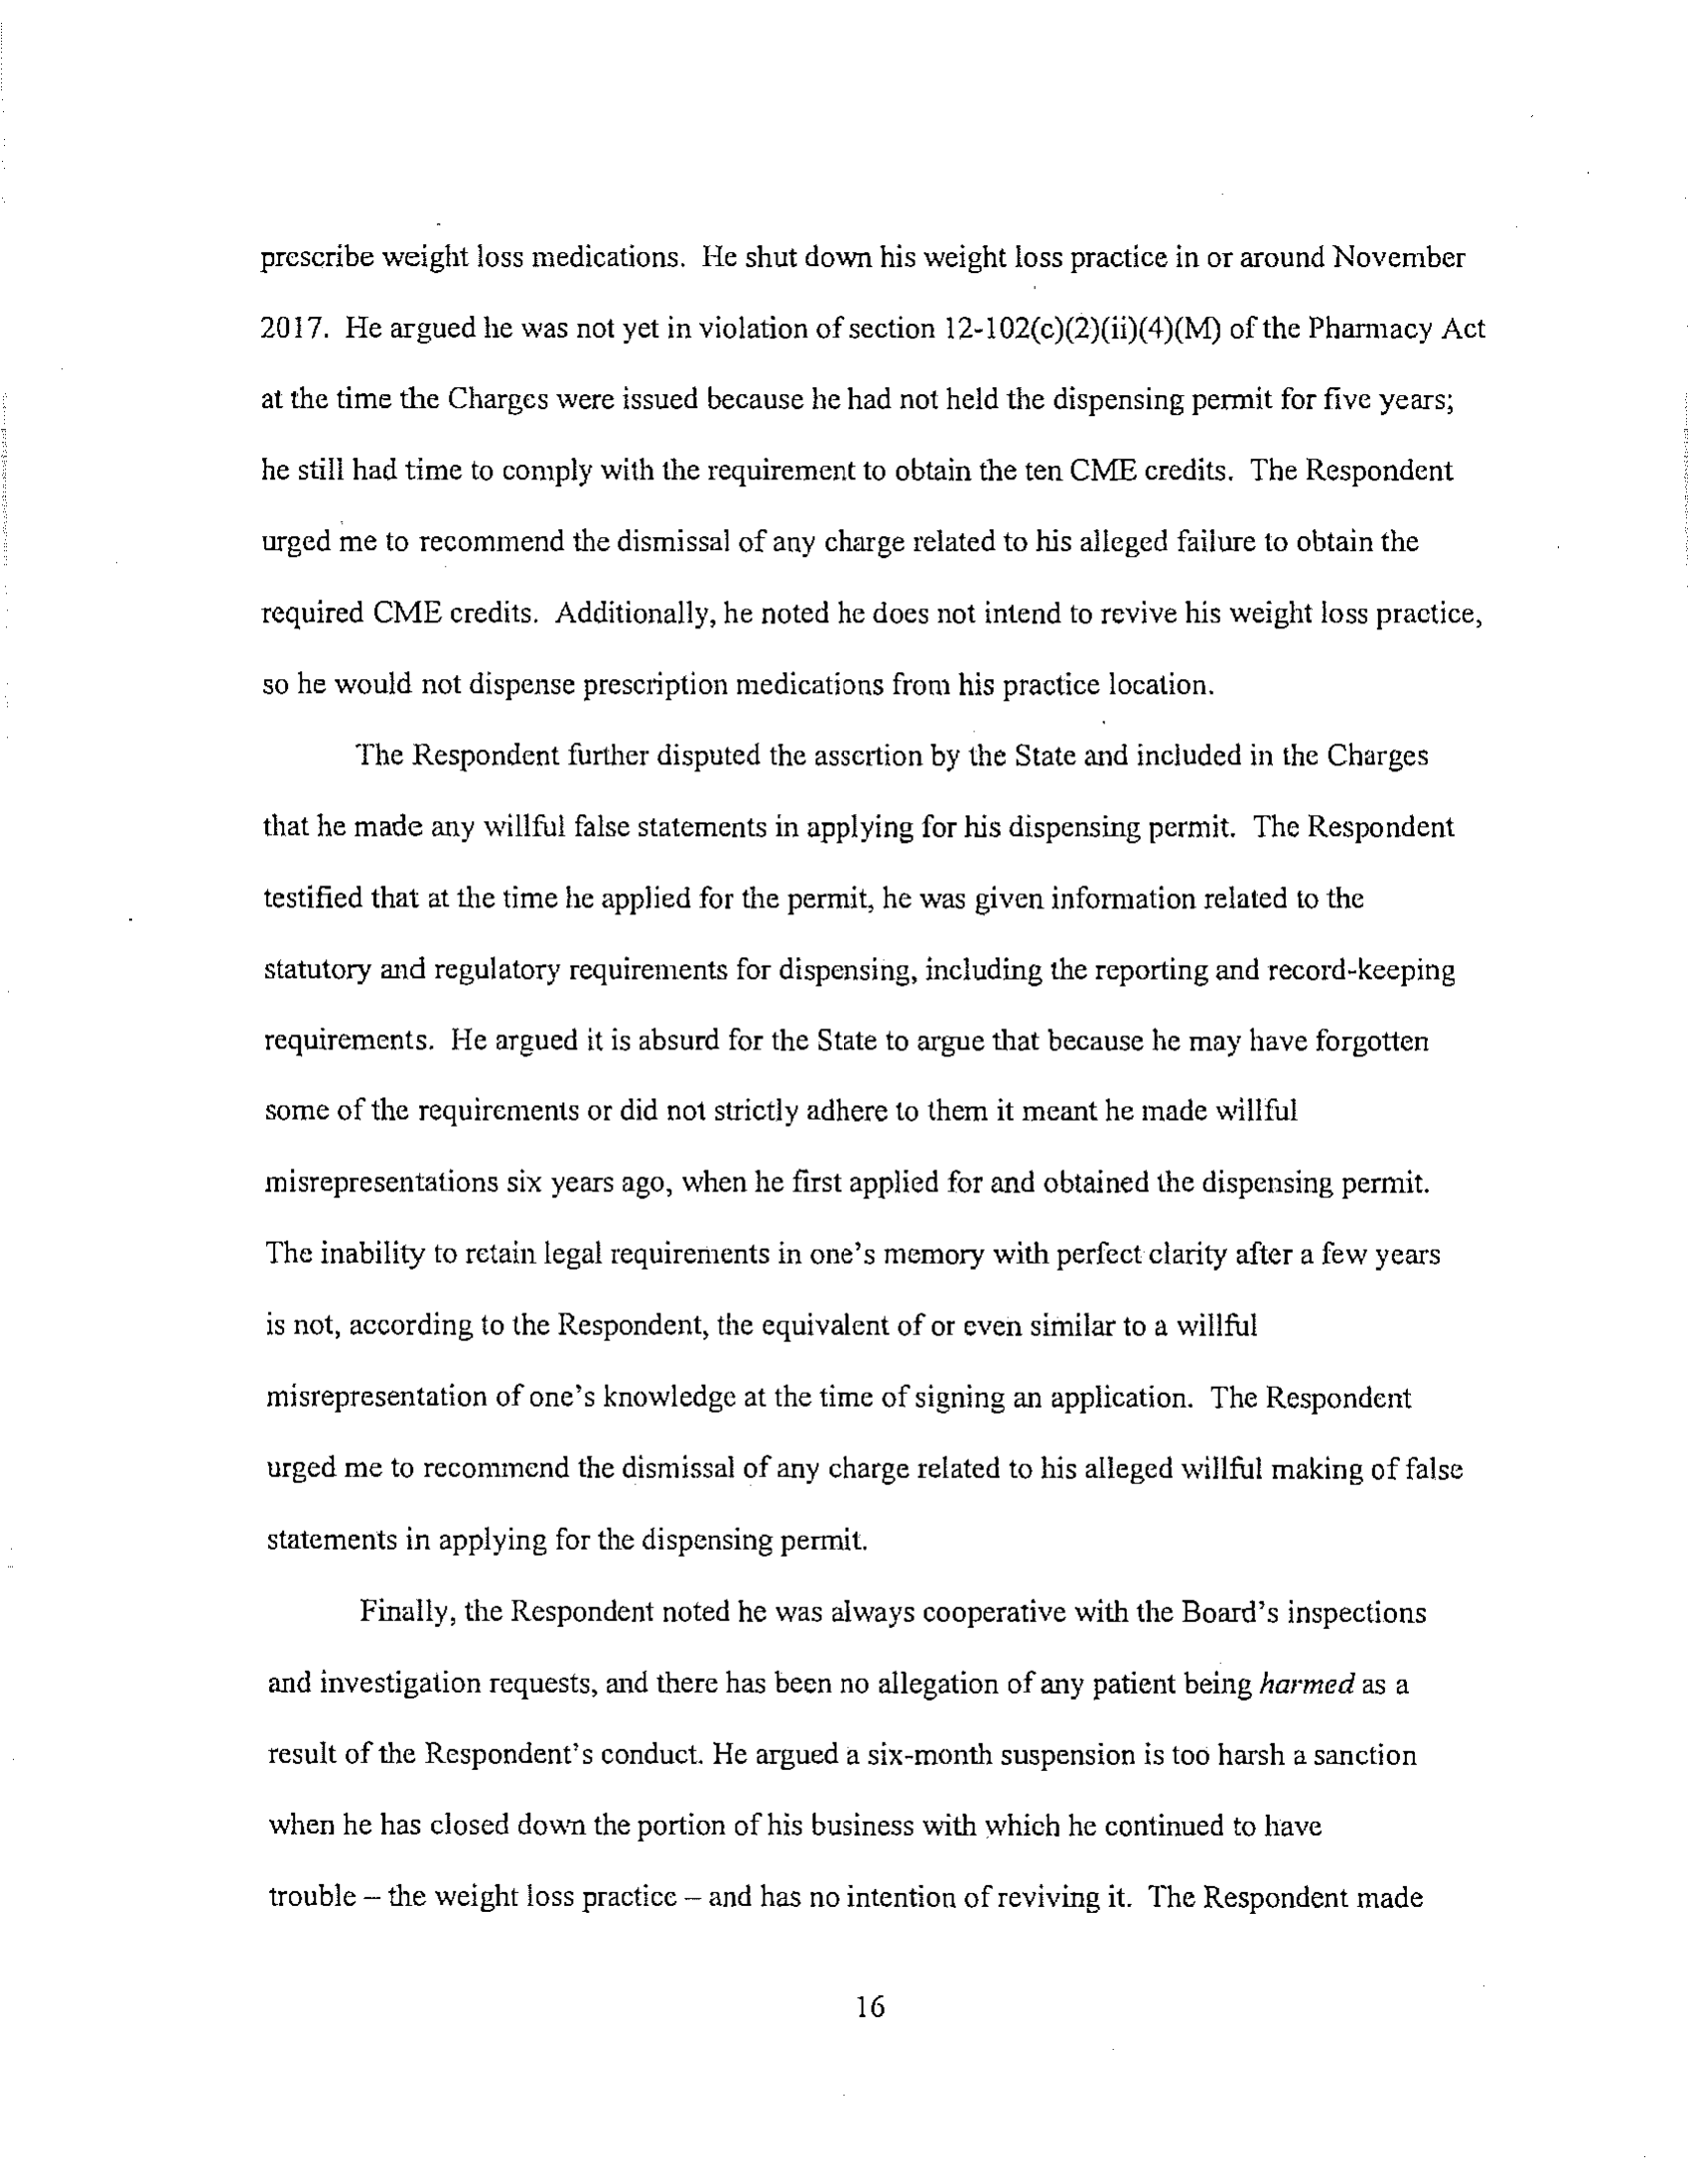 prescribe weight loss medications. He shut down his weight loss practice in or around November
2017. He argued he was not yet in violation of section 12-102(c)(2)(ii)(4)(M) of the Pharmacy Act
at the time the Charges were issued because he had not held the dispensing permit for five years;
he still had time to comply with the requirement to obtain the ten CME credits. The Respondent
urged me to recommend the dismissal of any charge related to his alleged failure to obtain the
required CME credits. Additionally, he noted he does not intend to revive his weight loss practice,
so he would not dispense prescription medications from his practice location.
The Respondent further disputed the assertion by the State and included in the Charges
that he made any willful false statements in applying for his dispensing permit. The Respondent
testified that at the time he applied for the permit, he was given information related to the
statutory and regulatory requirements for dispensing, including the reporting and record-keeping
requirements. He argued it is absurd for the State to argue that because he may have forgotten
some of the requirements or did not strictly adhere to them it meant he made willful
misrepresentations six years ago, when he first applied for and obtained the dispensing permit.
The inability to retain legal requirements in one's memory with perfect clarity after a few years
is not, according to the Respondent, the equivalent of or even similar to a willful
misrepresentation of one's knowledge at the time of signing an application. The Respondent
urged me to recommend the dismissal of any charge related to his alleged willful making of false
statements in applying for the dispensing permit.
Finally, the Respondent noted he was always cooperative with the Board's inspections
and investigation requests, and there has been no allegation of any patient being harmed as a
result of the Respondent's conduct. He argued a six-month suspension is too harsh a sanction
when he has closed down the portion of his business with which he continued to have
trouble – the weight loss practice – and has no intention of reviving it. The Respondent made
16